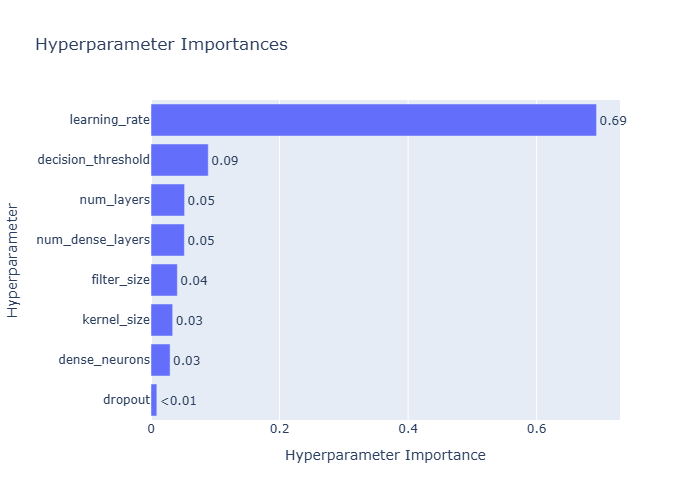 Hyperparameter Importances
Hyperparameter
learning_rate 0.69
decision_threshold 0.09
num_layers 0.05
num_dense_layers 0.05
filter_size 0.04
kernel_size 0.03
dense_neurons 0.03
dropout <0.01
0 0.2 0.4 0.6
Hyperparameter Importance